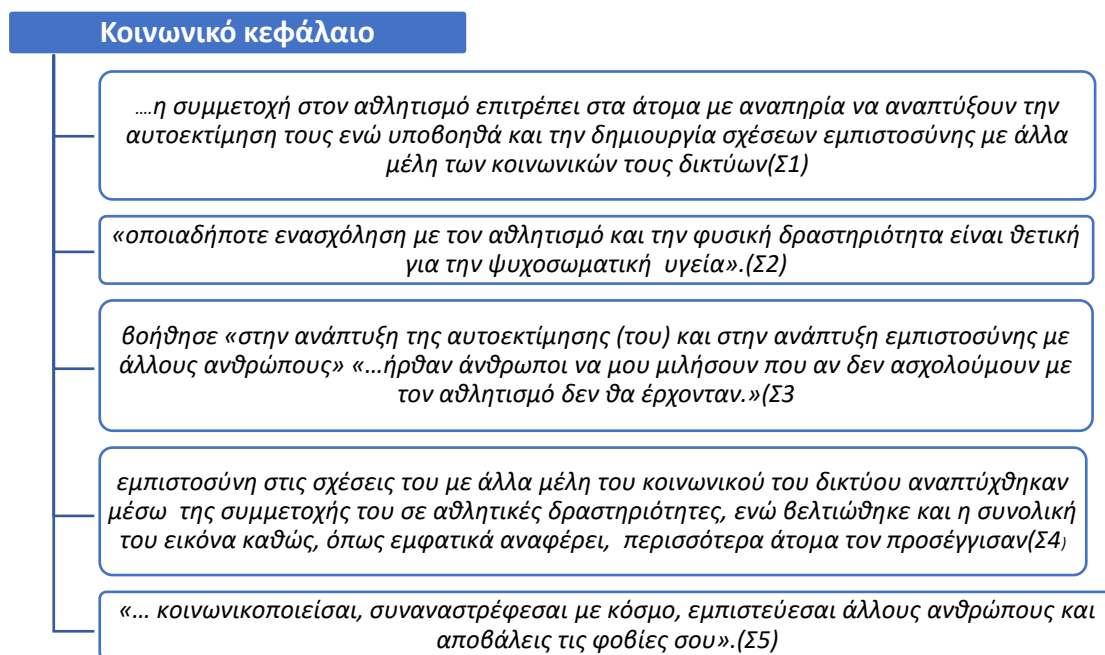 Κοινωνικό κεφάλαιο
....η συμμετοχή στον αθλητισμό επιτρέπει στα άτομα με αναπηρία να αναπτύξουν την
αυτοεκτίμηση τους ενώ υποβοηθά και την δημιουργία σχέσεων εμπιστοσύνης με άλλα
μέλη των κοινωνικών τους δικτύων(Σ1)
«οποιαδήποτε ενασχόληση με τον αθλητισμό και την φυσική δραστηριότητα είναι θετική
για την ψυχοσωματική υγεία».(Σ2)
βοήθησε «στην ανάπτυξη της αυτοεκτίμησης (του) και στην ανάπτυξη εμπιστοσύνης με
άλλους ανθρώπους» «...ήρθαν άνθρωποι να μου μιλήσουν που αν δεν ασχολούμουν με
τον αθλητισμό δεν θα έρχονταν.»(Σ3
εμπιστοσύνη στις σχέσεις του με άλλα μέλη του κοινωνικού του δικτύου αναπτύχθηκαν
μέσω της συμμετοχής του σε αθλητικές δραστηριότητες, ενώ βελτιώθηκε και η συνολική
του εικόνα καθώς, όπως εμφατικά αναφέρει, περισσότερα άτομα τον προσέγγισαν(Σ4)
«... κοινωνικοποιείσαι, συναναστρέφεσαι με κόσμο, εμπιστεύεσαι άλλους ανθρώπους και
αποβάλεις τις φοβίες σου».(Σ5)